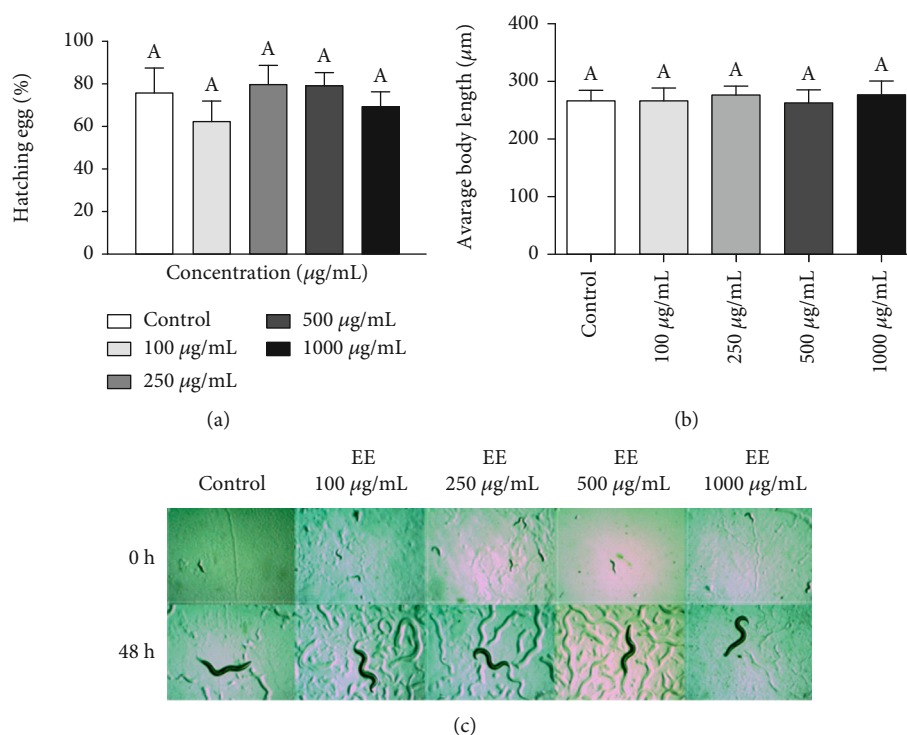 100
80
60
40
20
0
Hatching egg (%)
A A A A A
Concentration (μg/mL)
Control
100 μg/mL
250 μg/mL
500 μg/mL
1000 μg/mL
(a)
400
300
200
100
0
Avarage body length (μm)
A A A A A
Control
100 μg/mL
250 μg/mL
500 μg/mL
1000 μg/mL
(b)
Control
EE
100 μg/mL
EE
250 μg/mL
EE
500 μg/mL
EE
1000 μg/mL
0 h
48 h
(c)